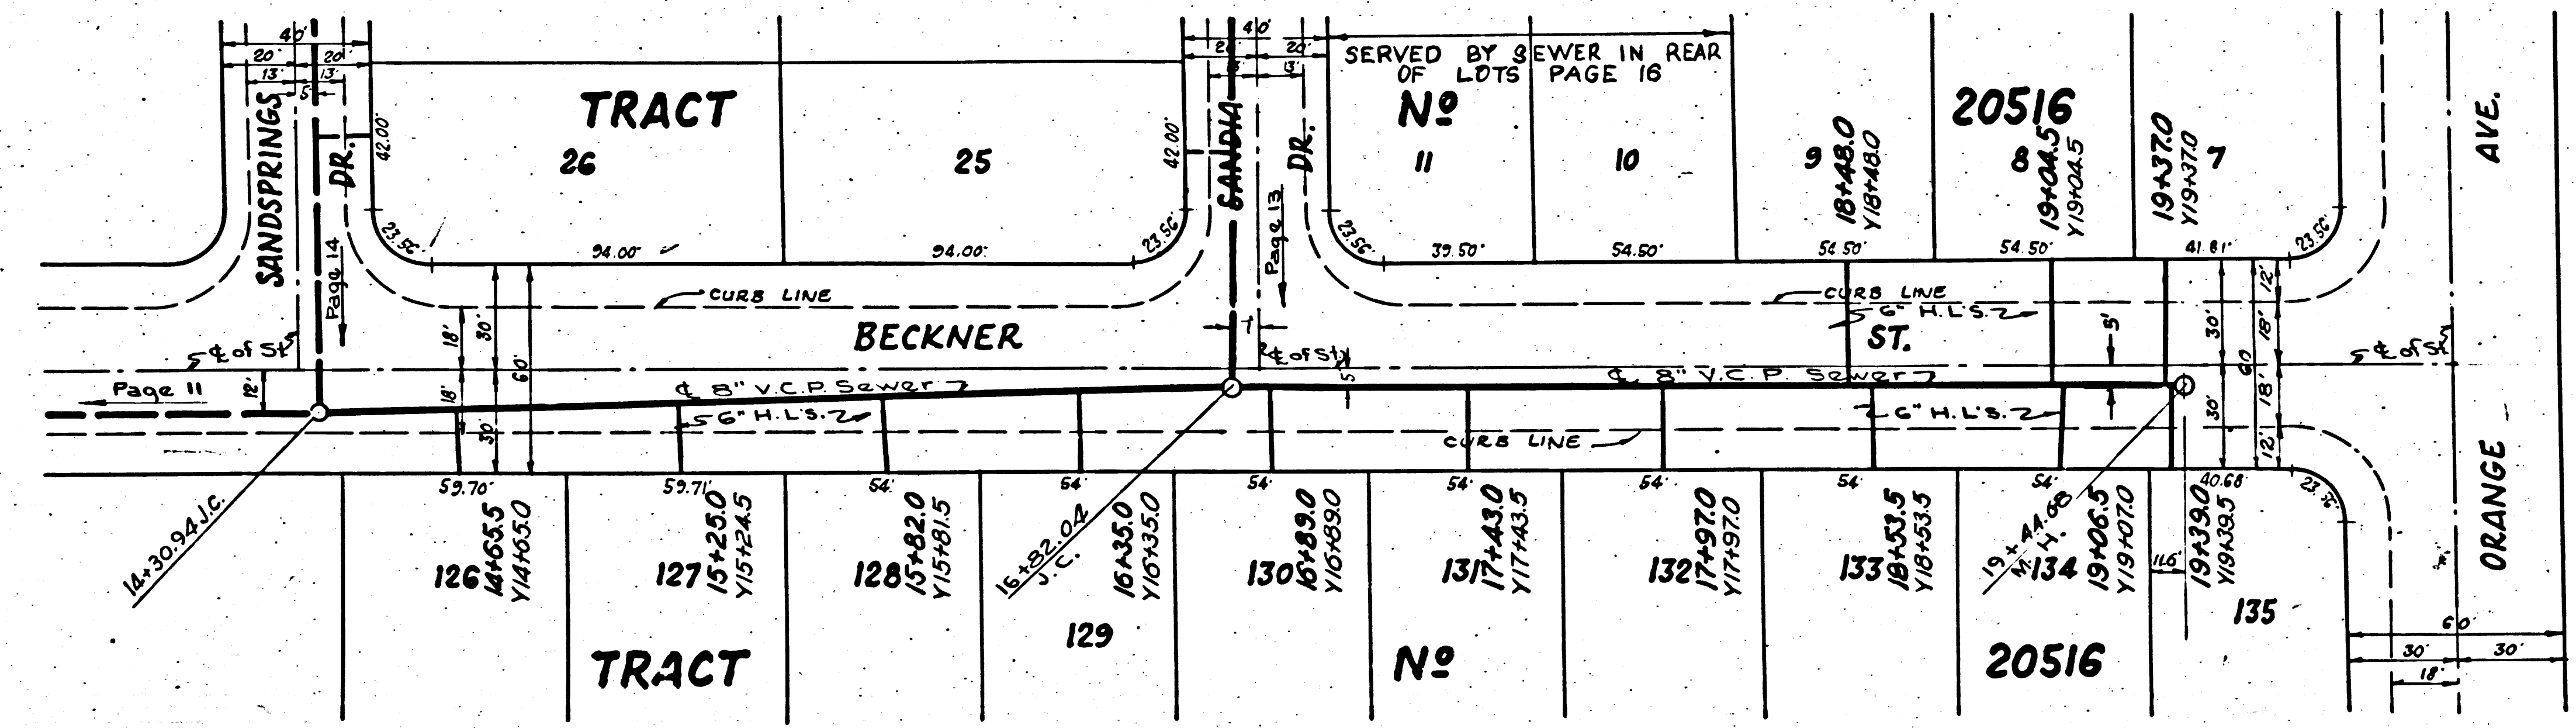 40'
20' 20'
13' 13'
5'
SANDSPRINGS
DR.
42.00'
Page 14
23.56'
TRACT
26
25
94.00'
94.00'
42.00'
23.56'
40'
20'
13'
SANDIA
DR.
Page 13
7'
23.56'
SERVED BY SEWER IN REAR
OF LOTS PAGE 16
Nº
20516
11
10
9
18+48.0
Y18+48.0
8
19+04.5
Y19+04.5
19+37.0
Y19+37.0
7
39.50'
54.50'
54.50'
54.50'
41.81'
23.56'
AVE.
CURB LINE
CURB LINE
6" H.L'S.
BECKNER
ST.
18'
30'
60'
5'
30'
60
12'
18'
℄ of St
℄ of St
℄ of St
Page 11
12'
18'
30'
℄ 8" V.C.P. Sewer
6" H.L'S.
5'
℄ 8" V.C.P. Sewer
6" H.L'S.
CURB LINE
30'
18'
12'
59.70'
59.71'
54'
54'
54'
54'
54'
54'
54'
40.68'
23.56'
14+30.94 J.C.
126
14+65.5
Y14+65.0
127
15+25.0
Y15+24.5
128
15+82.0
Y15+81.5
16+82.04
J.C.
16+35.0
Y16+35.0
129
130
16+89.0
Y16+89.0
131
17+43.0
Y17+43.5
132
17+97.0
Y17+97.0
133
18+53.5
Y18+53.5
19+44.68
M.H.
134
19+06.5
Y19+07.0
11.6'
19+39.0
Y19+39.5
135
ORANGE
TRACT
Nº
20516
60'
30' 30'
18'